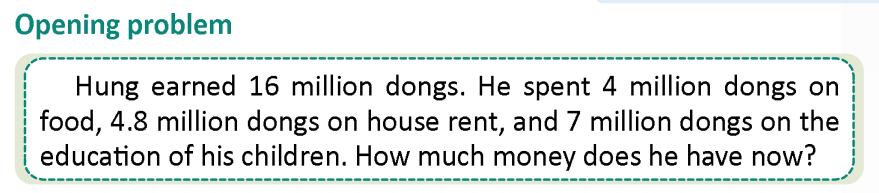 Opening problem
Hung earned 16 million dongs. He spent 4 million dongs on
food, 4.8 million dongs on house rent, and 7 million dongs on the
education of his children. How much money does he have now?